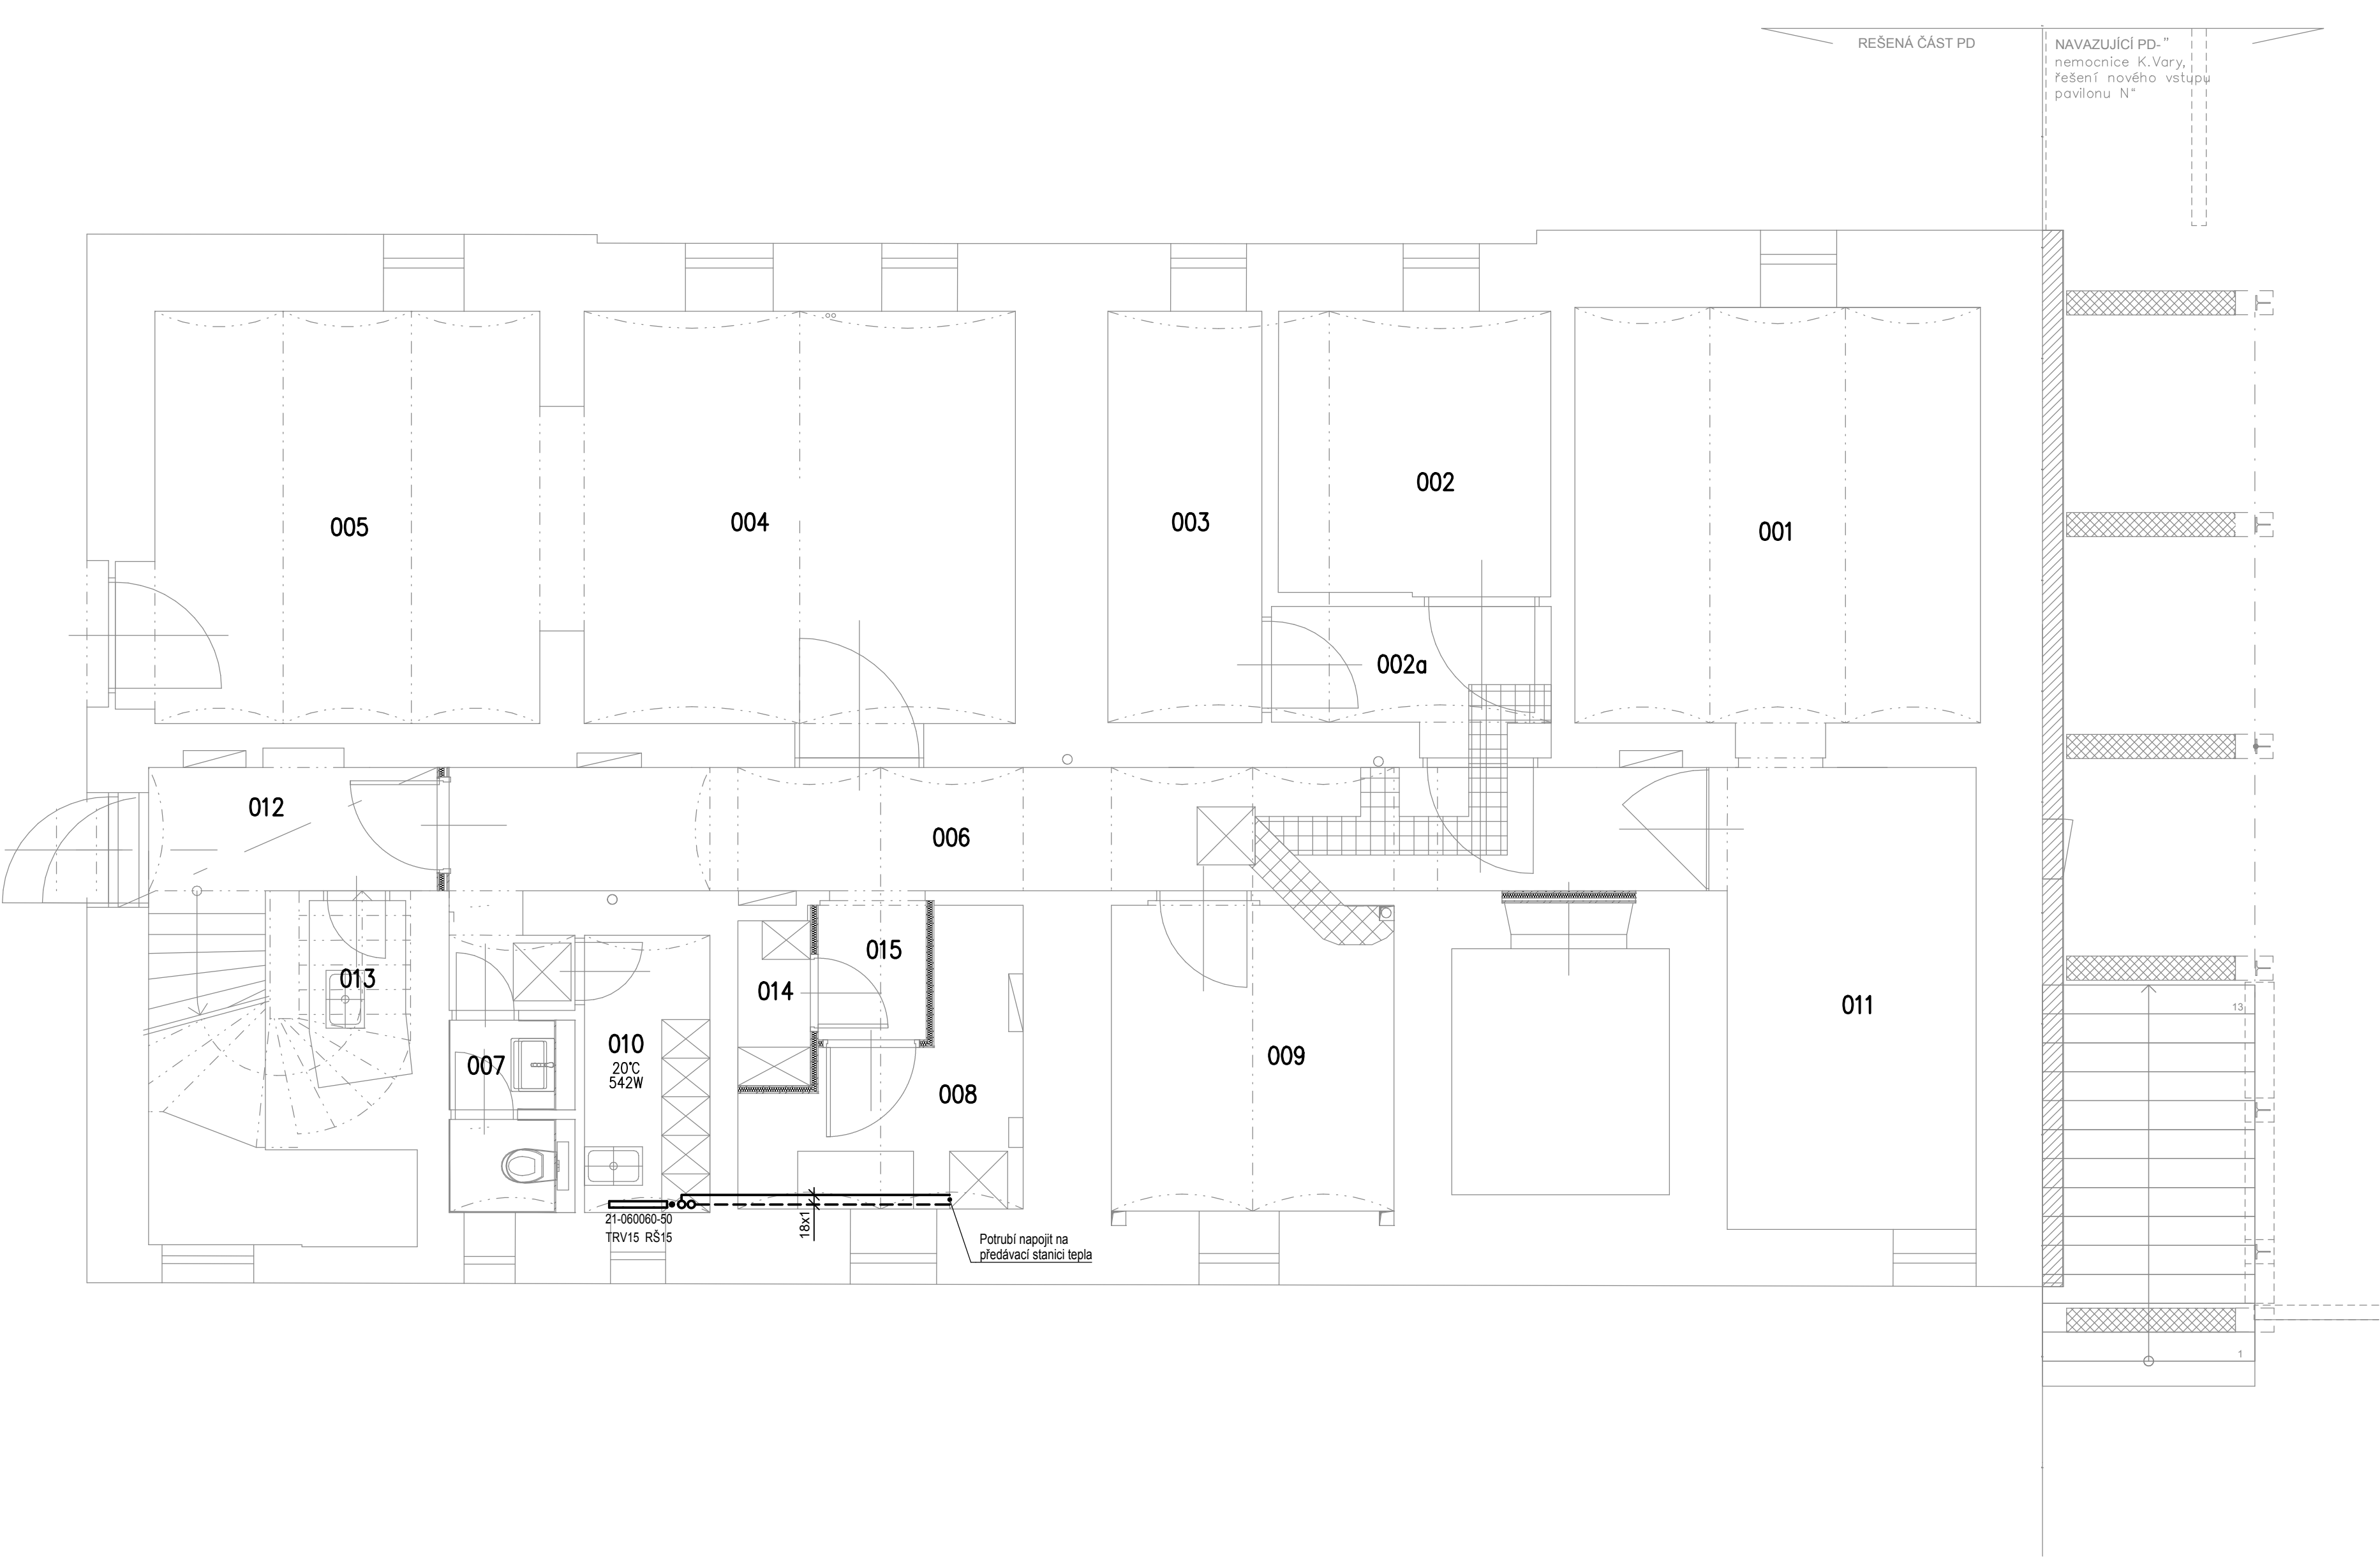 REŠENÁ ČÁST PD
NAVAZUJÍCÍ PD-”
nemocnice K.Vary,
řešení nového vstupu
pavilonu N“
005
004
003
002
001
002a
012
006
013
014
015
007
010
20°C
542W
008
009
011
13
1
21-060060-50
TRV15 RŠ15
18x1
Potrubí napojit na
předávací stanici tepla